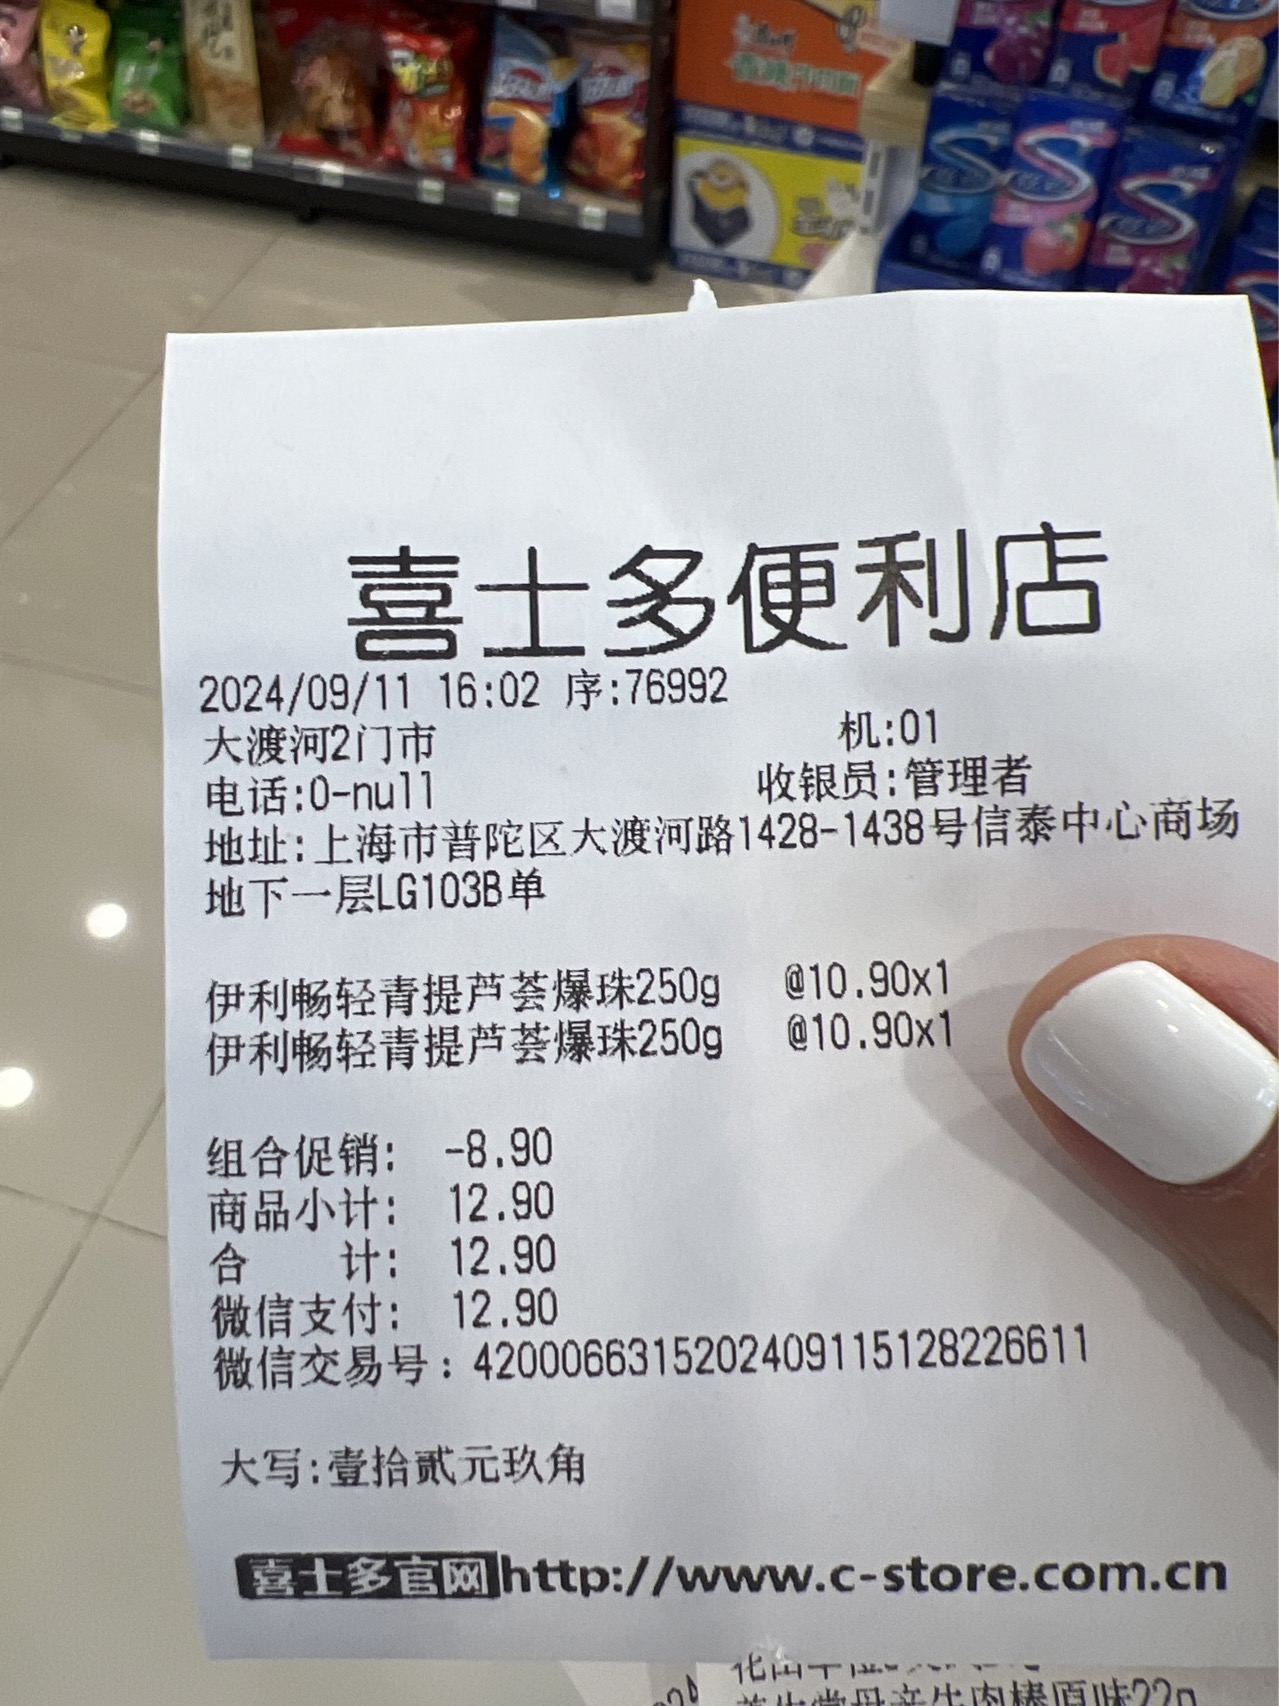 喜士多便利店
2024/09/11 16:02 序:76992
大渡河2门市 机:01
电话:0-null 收银员:管理者
地址:上海市普陀区大渡河路1428-1438号信泰中心商场
地下一层LG103B单
伊利畅轻青提芦荟爆珠250g @10.90x1
伊利畅轻青提芦荟爆珠250g @10.90x1
组合促销: -8.90
商品小计: 12.90
合 计: 12.90
微信支付: 12.90
微信交易号: 4200066315202409115128226611
大写:壹拾贰元玖角
喜士多官网http://www.c-store.com.cn